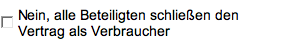 Nein, alle Beteiligten schließen den
Vertrag als Verbraucher